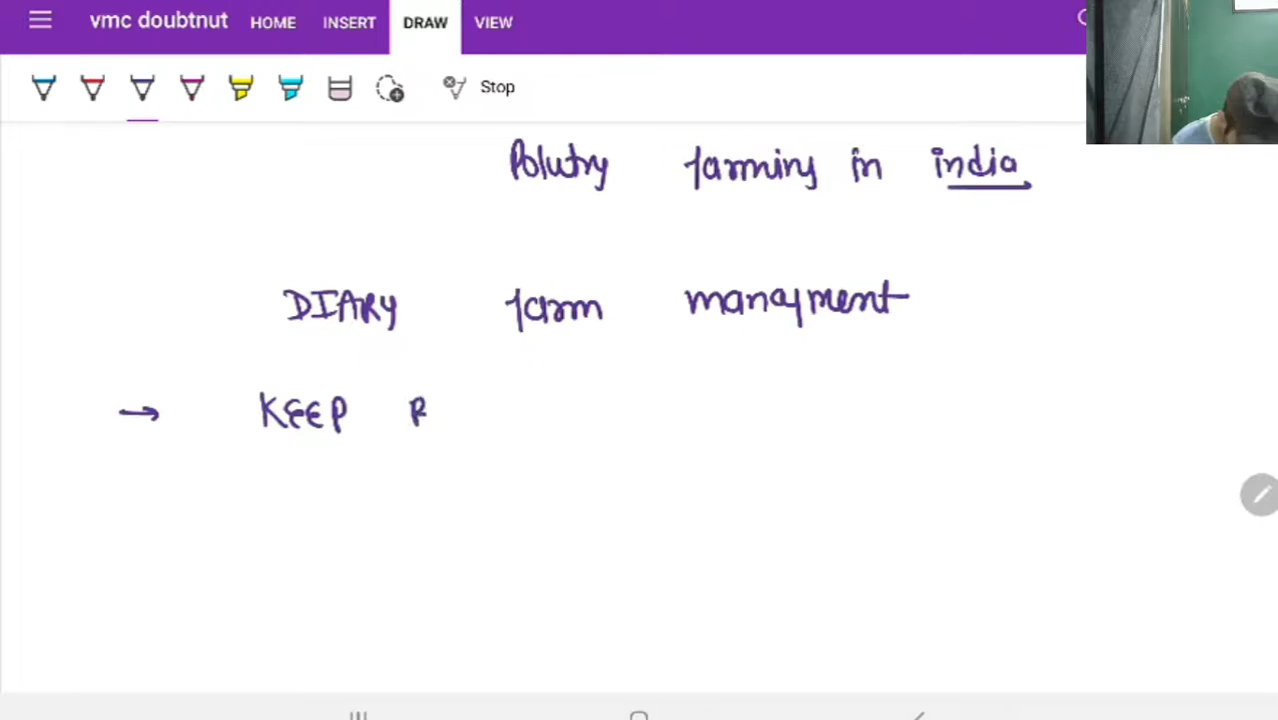 vmc doubtnut HOME INSERT DRAW VIEW
Stop
Polutry farming in india
DIARY farm managment
→ KEEP R